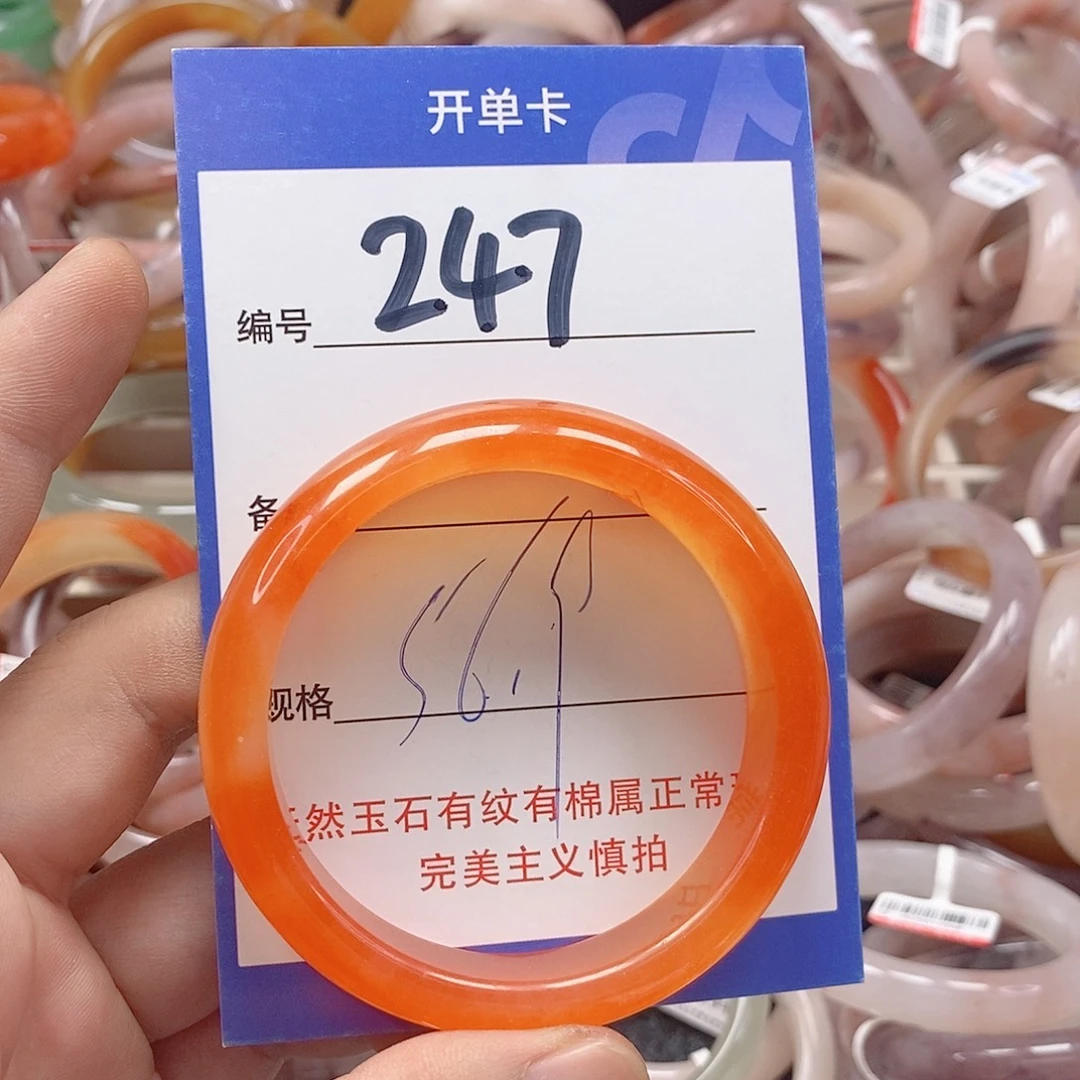 开单卡
编号 247
备
规格 56.9
天然玉石有纹有棉属正常
完美主义慎拍